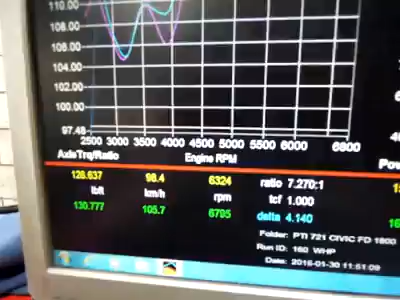 110.00
108.00
106.00
104.00
102.00
100.00
97.48
2500 3000 3500 4000 4500 5000 5500 6000 6800
AxleTrq/Ratio Engine RPM
128.637 98.4 6324 ratio 7.270:1
lbft km/h rpm tcf 1.000
130.777 105.7 6795 delta 4.140
Folder: PTI 721 CIVIC FD 1800
Run ID: 160 WHP
Date: 2016-01-30 11:51:09